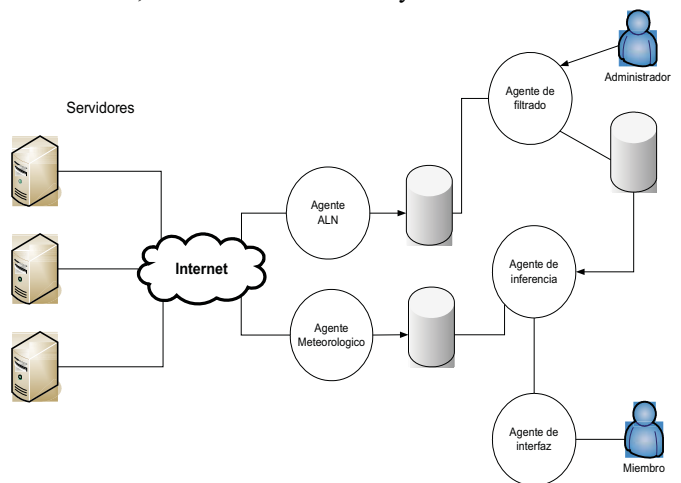 Administrador
Agente de
filtrado
Servidores
Agente
ALN
Internet
Agente de
inferencia
Agente
Meteorologico
Agente de
interfaz
Miembro